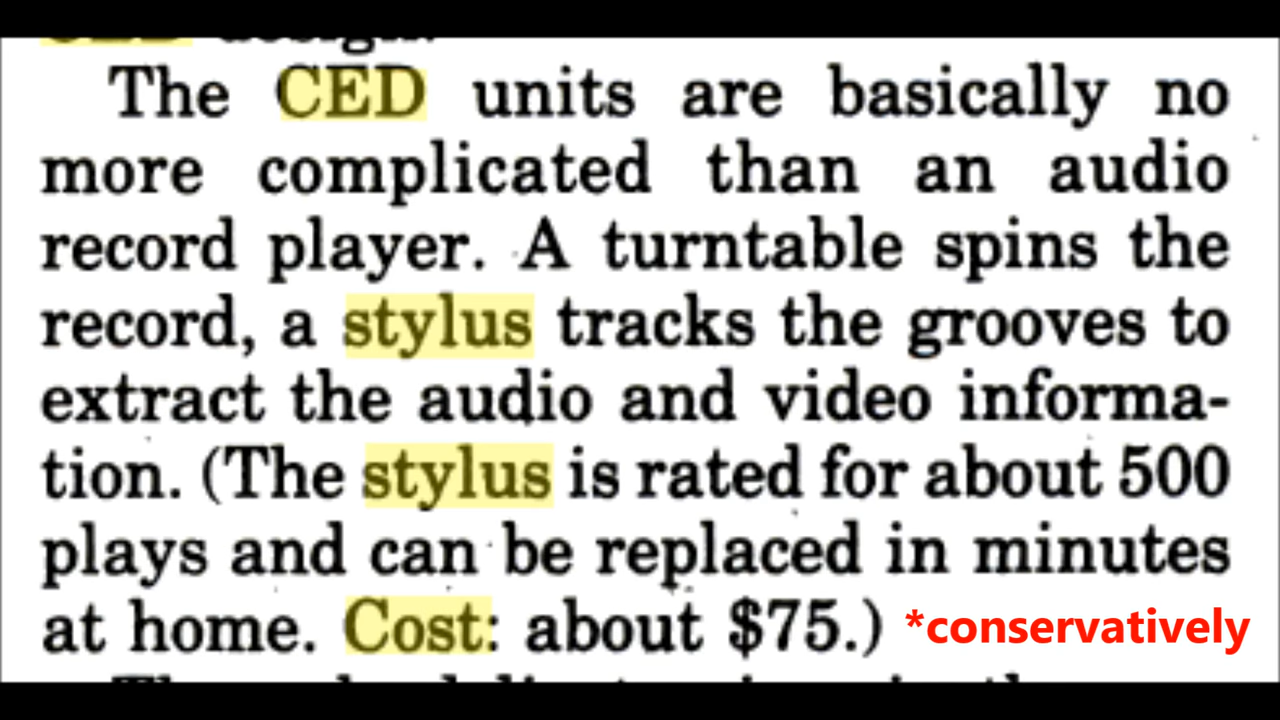 CED design.
The CED units are basically no
more complicated than an audio
record player. A turntable spins the
record, a stylus tracks the grooves to
extract the audio and video informa-
tion. (The stylus is rated for about 500
plays and can be replaced in minutes
at home. Cost: about $75.) *conservatively